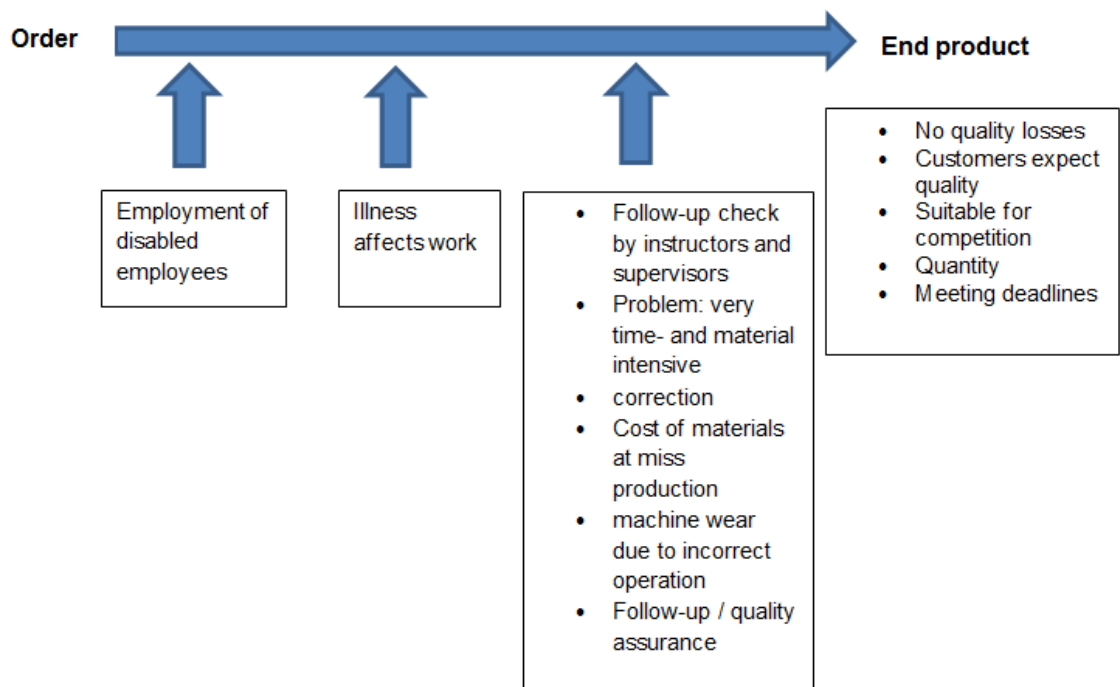 Order
End product
Employment of
disabled
employees
Illness
affects work
• Follow-up check
by instructors and
supervisors
• Problem: very
time- and material
intensive
• correction
• Cost of materials
at miss
production
• machine wear
due to incorrect
operation
• Follow-up / quality
assurance
• No quality losses
• Customers expect
quality
• Suitable for
competition
• Quantity
• Meeting deadlines